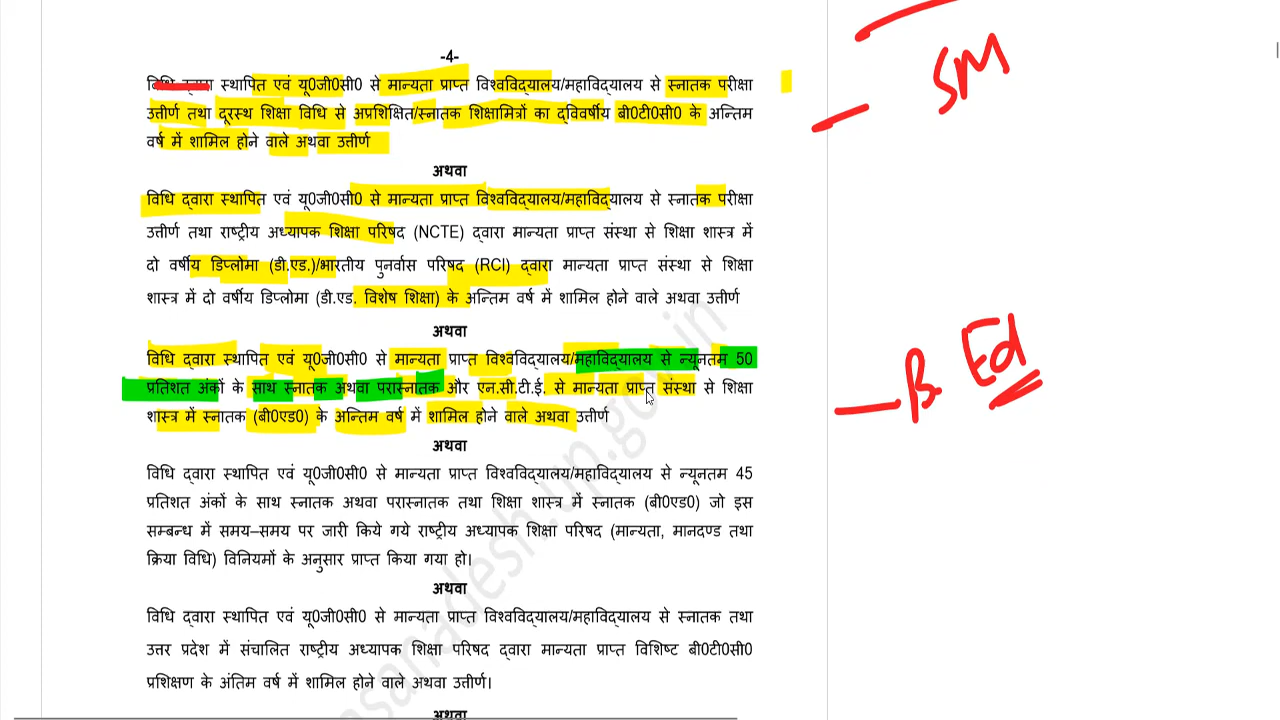 -4-
विधि द्वारा स्थापित एवं यू0जी0सी0 से मान्यता प्राप्त विश्वविद्यालय/महाविद्यालय से स्नातक परीक्षा
उत्तीर्ण तथा दूरस्थ शिक्षा विधि से अप्रशिक्षित/स्नातक शिक्षामित्रों का द्विवर्षीय बी0टी0सी0 के अन्तिम
वर्ष में शामिल होने वाले अथवा उत्तीर्ण
अथवा
विधि द्वारा स्थापित एवं यू0जी0सी0 से मान्यता प्राप्त विश्वविद्यालय/महाविद्यालय से स्नातक परीक्षा
उत्तीर्ण तथा राष्ट्रीय अध्यापक शिक्षा परिषद (NCTE) द्वारा मान्यता प्राप्त संस्था से शिक्षा शास्त्र में
दो वर्षीय डिप्लोमा (डी.एड.)/भारतीय पुनर्वास परिषद (RCI) द्वारा मान्यता प्राप्त संस्था से शिक्षा
शास्त्र में दो वर्षीय डिप्लोमा (डी.एड. विशेष शिक्षा) के अन्तिम वर्ष में शामिल होने वाले अथवा उत्तीर्ण
अथवा
विधि द्वारा स्थापित एवं यू0जी0सी0 से मान्यता प्राप्त विश्वविद्यालय/महाविद्यालय से न्यूनतम 50
प्रतिशत अंकों के साथ स्नातक अथवा परास्नातक और एन.सी.टी.ई. से मान्यता प्राप्त संस्था से शिक्षा
शास्त्र में स्नातक (बी0एड0) के अन्तिम वर्ष में शामिल होने वाले अथवा उत्तीर्ण
अथवा
विधि द्वारा स्थापित एवं यू0जी0सी0 से मान्यता प्राप्त विश्वविद्यालय/महाविद्यालय से न्यूनतम 45
प्रतिशत अंकों के साथ स्नातक अथवा परास्नातक तथा शिक्षा शास्त्र में स्नातक (बी0एड0) जो इस
सम्बन्ध में समय–समय पर जारी किये गये राष्ट्रीय अध्यापक शिक्षा परिषद (मान्यता, मानदण्ड तथा
क्रिया विधि) विनियमों के अनुसार प्राप्त किया गया हो।
अथवा
विधि द्वारा स्थापित एवं यू0जी0सी0 से मान्यता प्राप्त विश्वविद्यालय/महाविद्यालय से स्नातक तथा
उत्तर प्रदेश में संचालित राष्ट्रीय अध्यापक शिक्षा परिषद द्वारा मान्यता प्राप्त विशिष्ट बी0टी0सी0
प्रशिक्षण के अंतिम वर्ष में शामिल होने वाले अथवा उत्तीर्ण।
अथवा
SM
B. Ed
sanadesh.up.gov.in